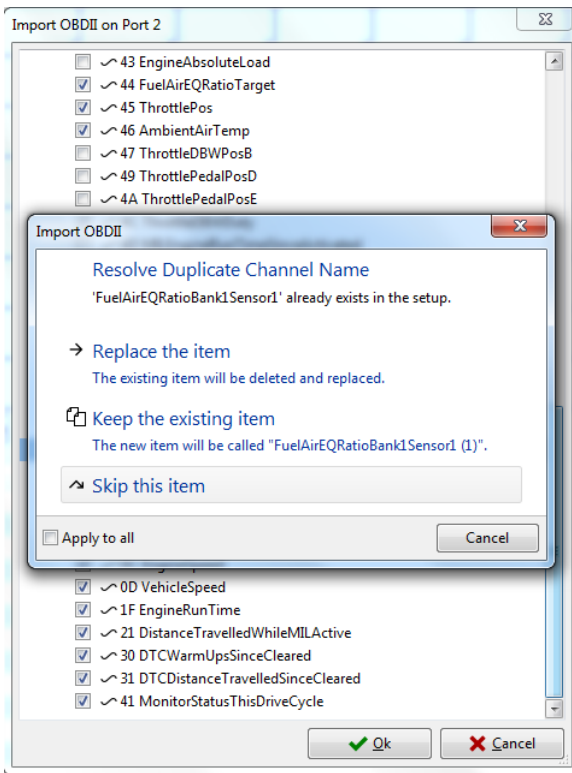 Import OBDII on Port 2
43 EngineAbsoluteLoad
44 FuelAirEQRatioTarget
45 ThrottlePos
46 AmbientAirTemp
47 ThrottleDBWPosB
49 ThrottlePedalPosD
4A ThrottlePedalPosE
Import OBDII
Resolve Duplicate Channel Name
'FuelAirEQRatioBank1Sensor1' already exists in the setup.
Replace the item
The existing item will be deleted and replaced.
Keep the existing item
The new item will be called "FuelAirEQRatioBank1Sensor1 (1)".
Skip this item
Apply to all
Cancel
0D VehicleSpeed
1F EngineRunTime
21 DistanceTravelledWhileMILActive
30 DTCWarmUpsSinceCleared
31 DTCDistanceTravelledSinceCleared
41 MonitorStatusThisDriveCycle
Ok
Cancel